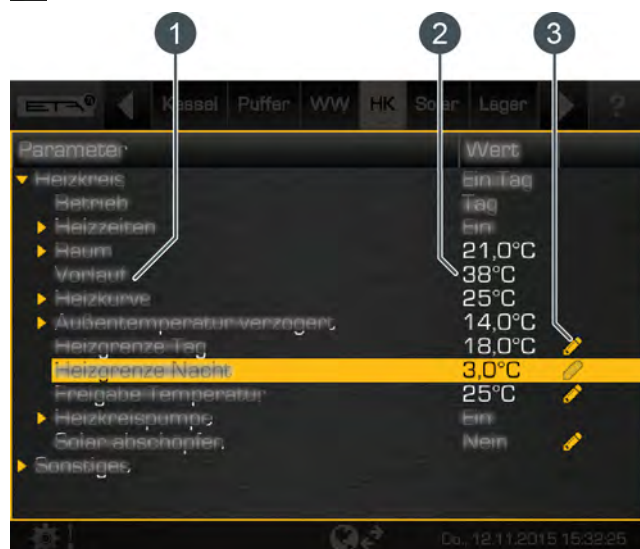 1 2 3
ETA Kessel Puffer WW HK Solar Lager ?
Parameter Wert
Heizkreis Ein Tag
Betrieb Tag
Heizzeiten Ein
Raum 21,0°C
Vorlauf 38°C
Heizkurve 25°C
Außentemperatur verzögert 14,0°C
Heizgrenze Tag 18,0°C
Heizgrenze Nacht 3,0°C
Freigabe Temperatur 25°C
Heizkreispumpe Ein
Solar abschöpfen Nein
Sonstiges
! Do., 12.11.2015 15:32:25